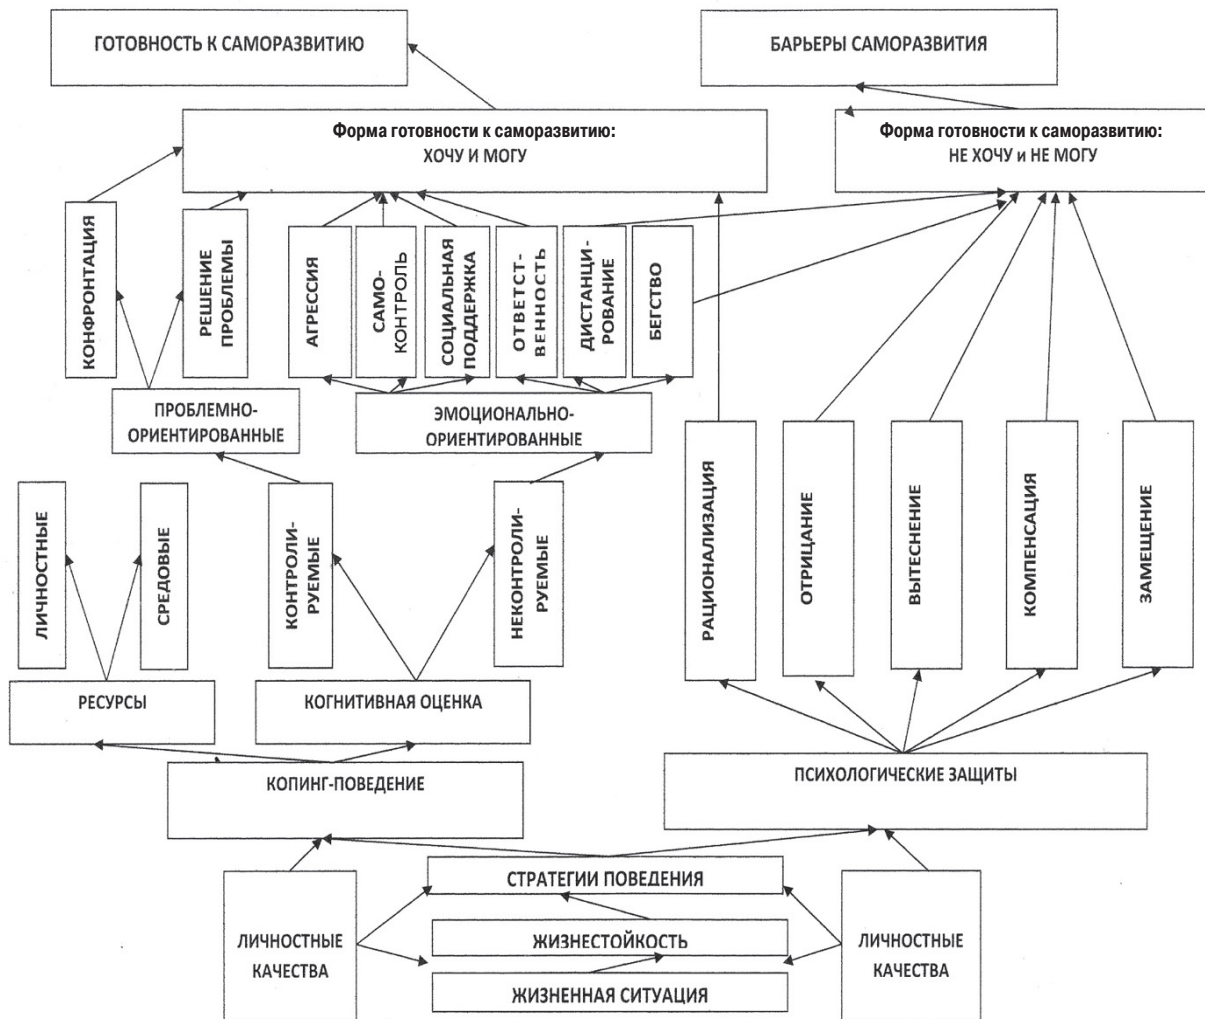 ГОТОВНОСТЬ К САМОРАЗВИТИЮ
БАРЬЕРЫ САМОРАЗВИТИЯ
Форма готовности к саморазвитию:
ХОЧУ И МОГУ
Форма готовности к саморазвитию:
НЕ ХОЧУ и НЕ МОГУ
КОНФРОНТАЦИЯ
РЕШЕНИЕ
ПРОБЛЕМЫ
АГРЕССИЯ
САМО-
КОНТРОЛЬ
СОЦИАЛЬНАЯ
ПОДДЕРЖКА
ОТВЕТСТ-
ВЕННОСТЬ
ДИСТАНЦИ-
РОВАНИЕ
БЕГСТВО
ПРОБЛЕМНО-
ОРИЕНТИРОВАННЫЕ
ЭМОЦИОНАЛЬНО-
ОРИЕНТИРОВАННЫЕ
ЛИЧНОСТНЫЕ
СРЕДОВЫЕ
КОНТРОЛИ-
РУЕМЫЕ
НЕКОНТРОЛИ-
РУЕМЫЕ
РАЦИОНАЛИЗАЦИЯ
ОТРИЦАНИЕ
ВЫТЕСНЕНИЕ
КОМПЕНСАЦИЯ
ЗАМЕЩЕНИЕ
РЕСУРСЫ
КОГНИТИВНАЯ ОЦЕНКА
КОПИНГ-ПОВЕДЕНИЕ
ПСИХОЛОГИЧЕСКИЕ ЗАЩИТЫ
СТРАТЕГИИ ПОВЕДЕНИЯ
ЛИЧНОСТНЫЕ
КАЧЕСТВА
ЖИЗНЕСТОЙКОСТЬ
ЖИЗНЕННАЯ СИТУАЦИЯ
ЛИЧНОСТНЫЕ
КАЧЕСТВА